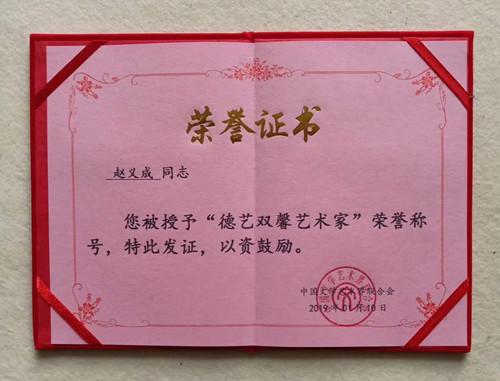 荣誉证书
赵义成 同志
您被授予“德艺双馨艺术家”荣誉称
号，特此发证，以资鼓励。
中国文学艺术界联合会
2019年01月10日